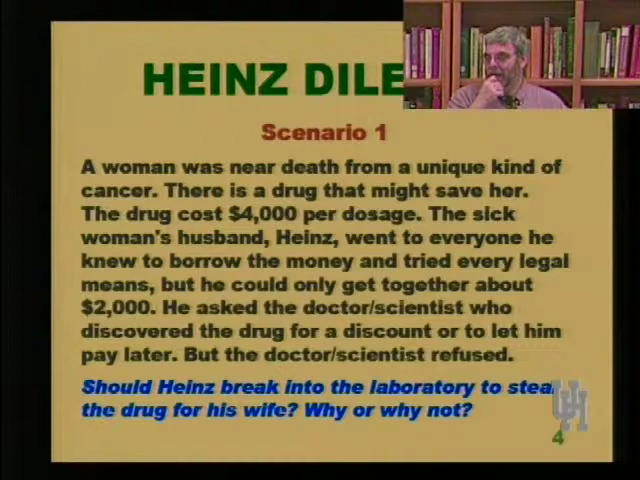 HEINZ DILE
Scenario 1
A woman was near death from a unique kind of
cancer. There is a drug that might save her.
The drug cost $4,000 per dosage. The sick
woman's husband, Heinz, went to everyone he
knew to borrow the money and tried every legal
means, but he could only get together about
$2,000. He asked the doctor/scientist who
discovered the drug for a discount or to let him
pay later. But the doctor/scientist refused.
Should Heinz break into the laboratory to steal
the drug for his wife? Why or why not?
UH
4